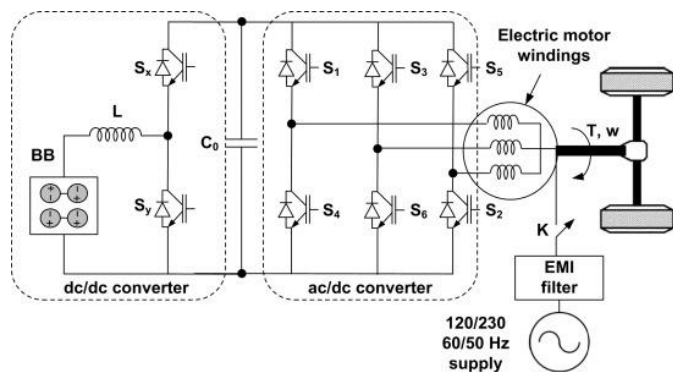 Electric motor
windings
Sx
S1
S3
S5
L
T, w
BB
C0
Sy
S4
S6
S2
K
dc/dc converter
ac/dc converter
EMI
filter
120/230
60/50 Hz
supply